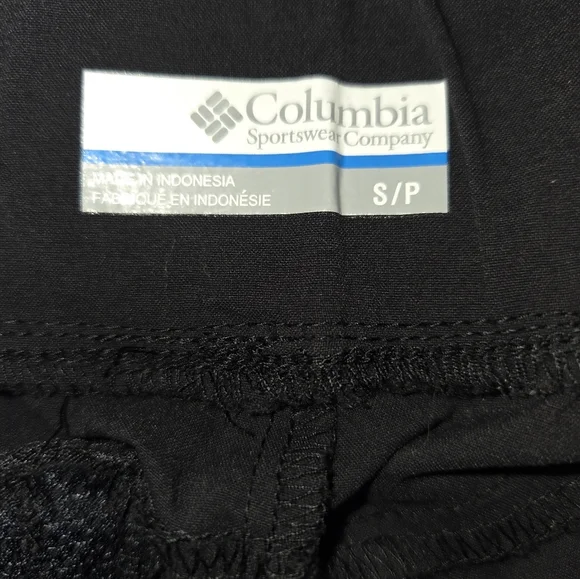 Columbia
Sportswear Company
MADE IN INDONESIA
FABRIQUÉ EN INDONÉSIE
S/P